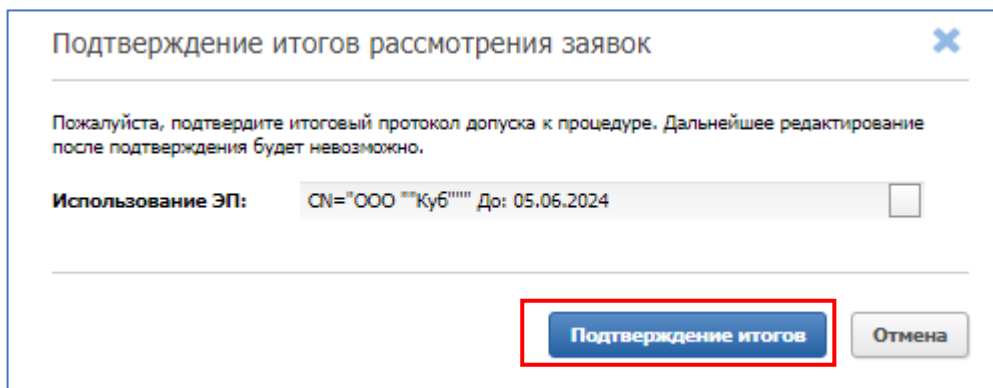 Подтверждение итогов рассмотрения заявок
Пожалуйста, подтвердите итоговый протокол допуска к процедуре. Дальнейшее редактирование
после подтверждения будет невозможно.
Использование ЭП: CN="ООО ""Куб""" До: 05.06.2024
Подтверждение итогов Отмена